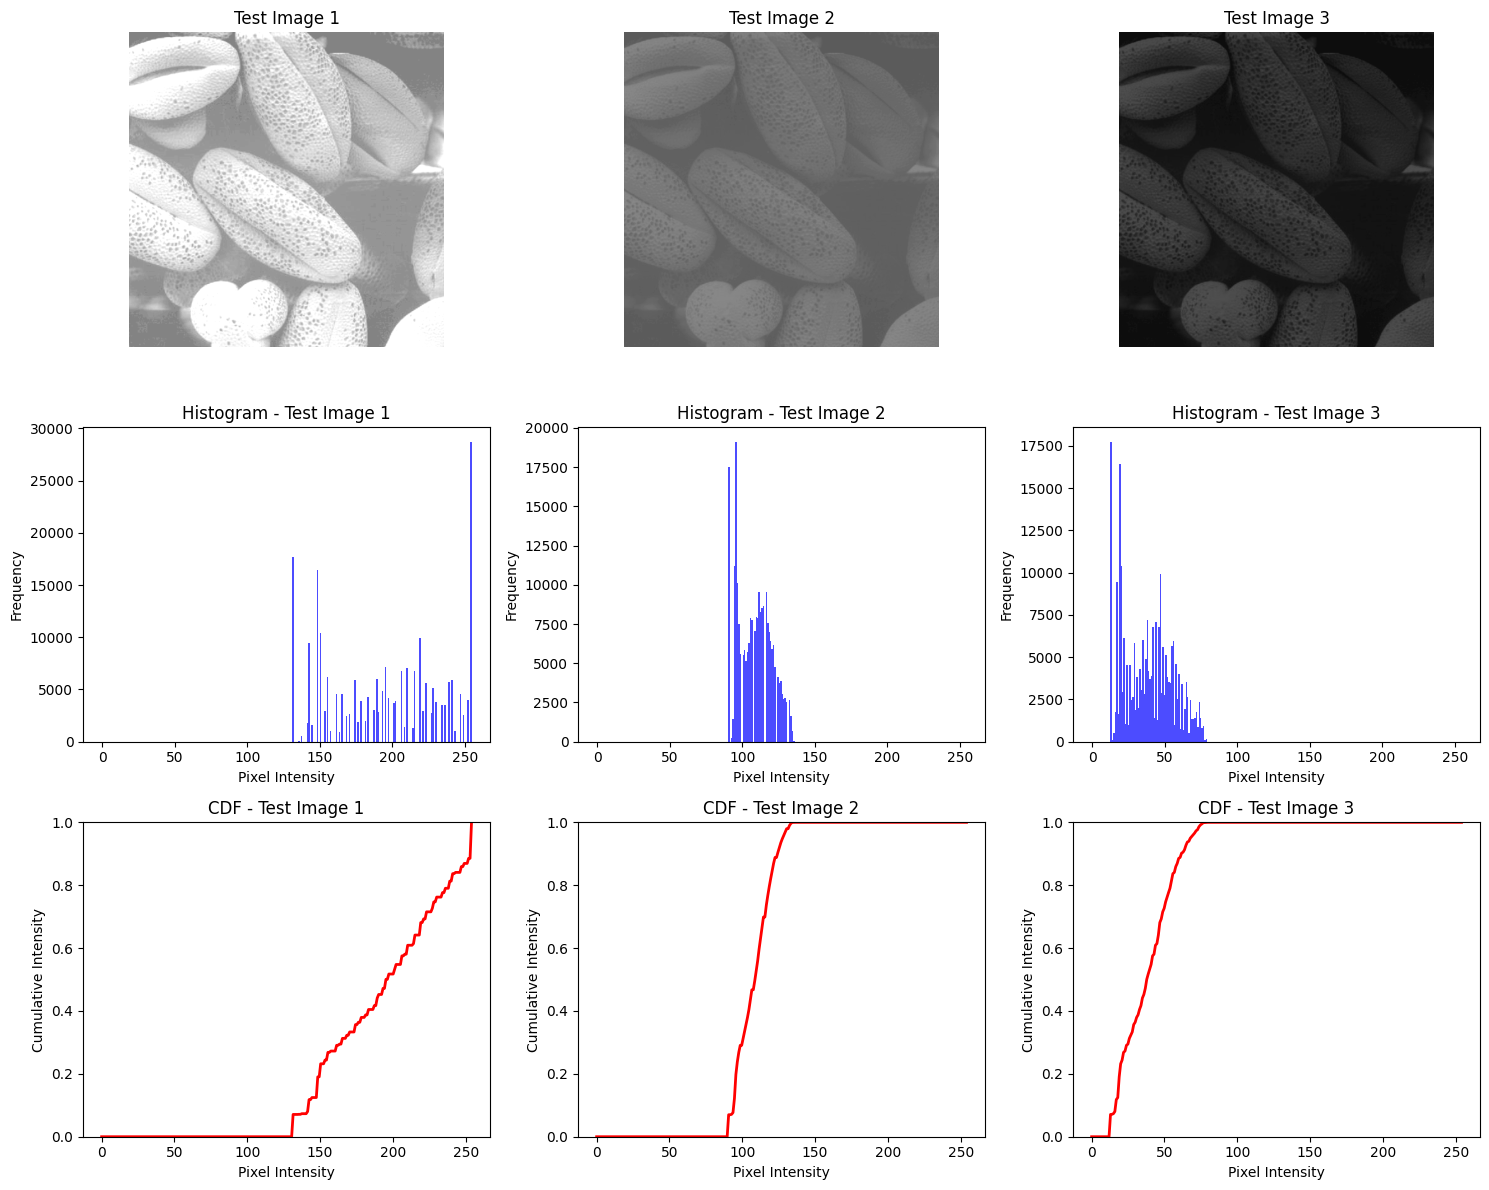 Test Image 1
Test Image 2
Test Image 3
Histogram - Test Image 1
30000
25000
20000
15000
10000
5000
0
Frequency
0 50 100 150 200 250
Pixel Intensity
Histogram - Test Image 2
20000
17500
15000
12500
10000
7500
5000
2500
0
Frequency
0 50 100 150 200 250
Pixel Intensity
Histogram - Test Image 3
17500
15000
12500
10000
7500
5000
2500
0
Frequency
0 50 100 150 200 250
Pixel Intensity
CDF - Test Image 1
1.0
0.8
0.6
0.4
0.2
0.0
Cumulative Intensity
0 50 100 150 200 250
Pixel Intensity
CDF - Test Image 2
1.0
0.8
0.6
0.4
0.2
0.0
Cumulative Intensity
0 50 100 150 200 250
Pixel Intensity
CDF - Test Image 3
1.0
0.8
0.6
0.4
0.2
0.0
Cumulative Intensity
0 50 100 150 200 250
Pixel Intensity